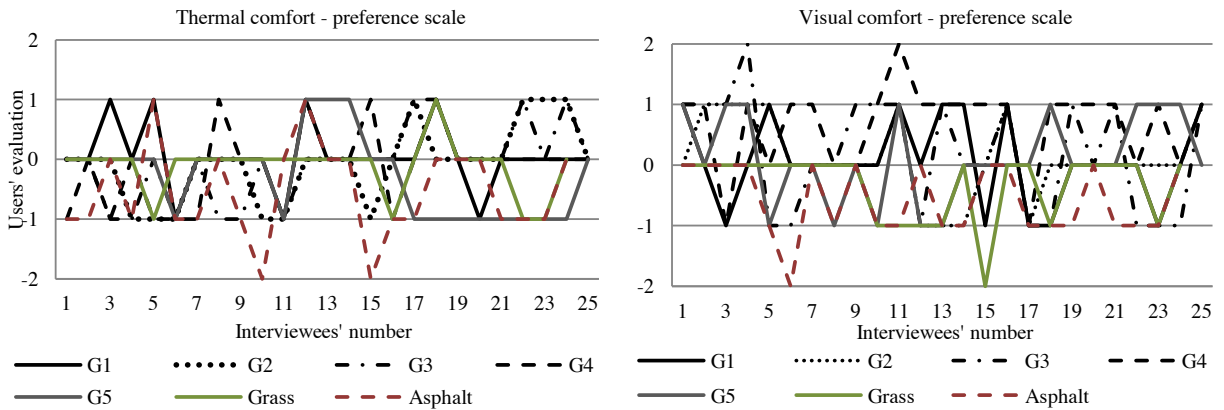 Thermal comfort - preference scale
2
1
0
-1
-2
Users' evaluation
1 3 5 7 9 11 13 15 17 19 21 23 25
Interviewees' number
G1 G2 G3 G4
G5 Grass Asphalt
Visual comfort - preference scale
2
1
0
-1
-2
1 3 5 7 9 11 13 15 17 19 21 23 25
Interviewees' number
G1 G2 G3 G4
G5 Grass Asphalt